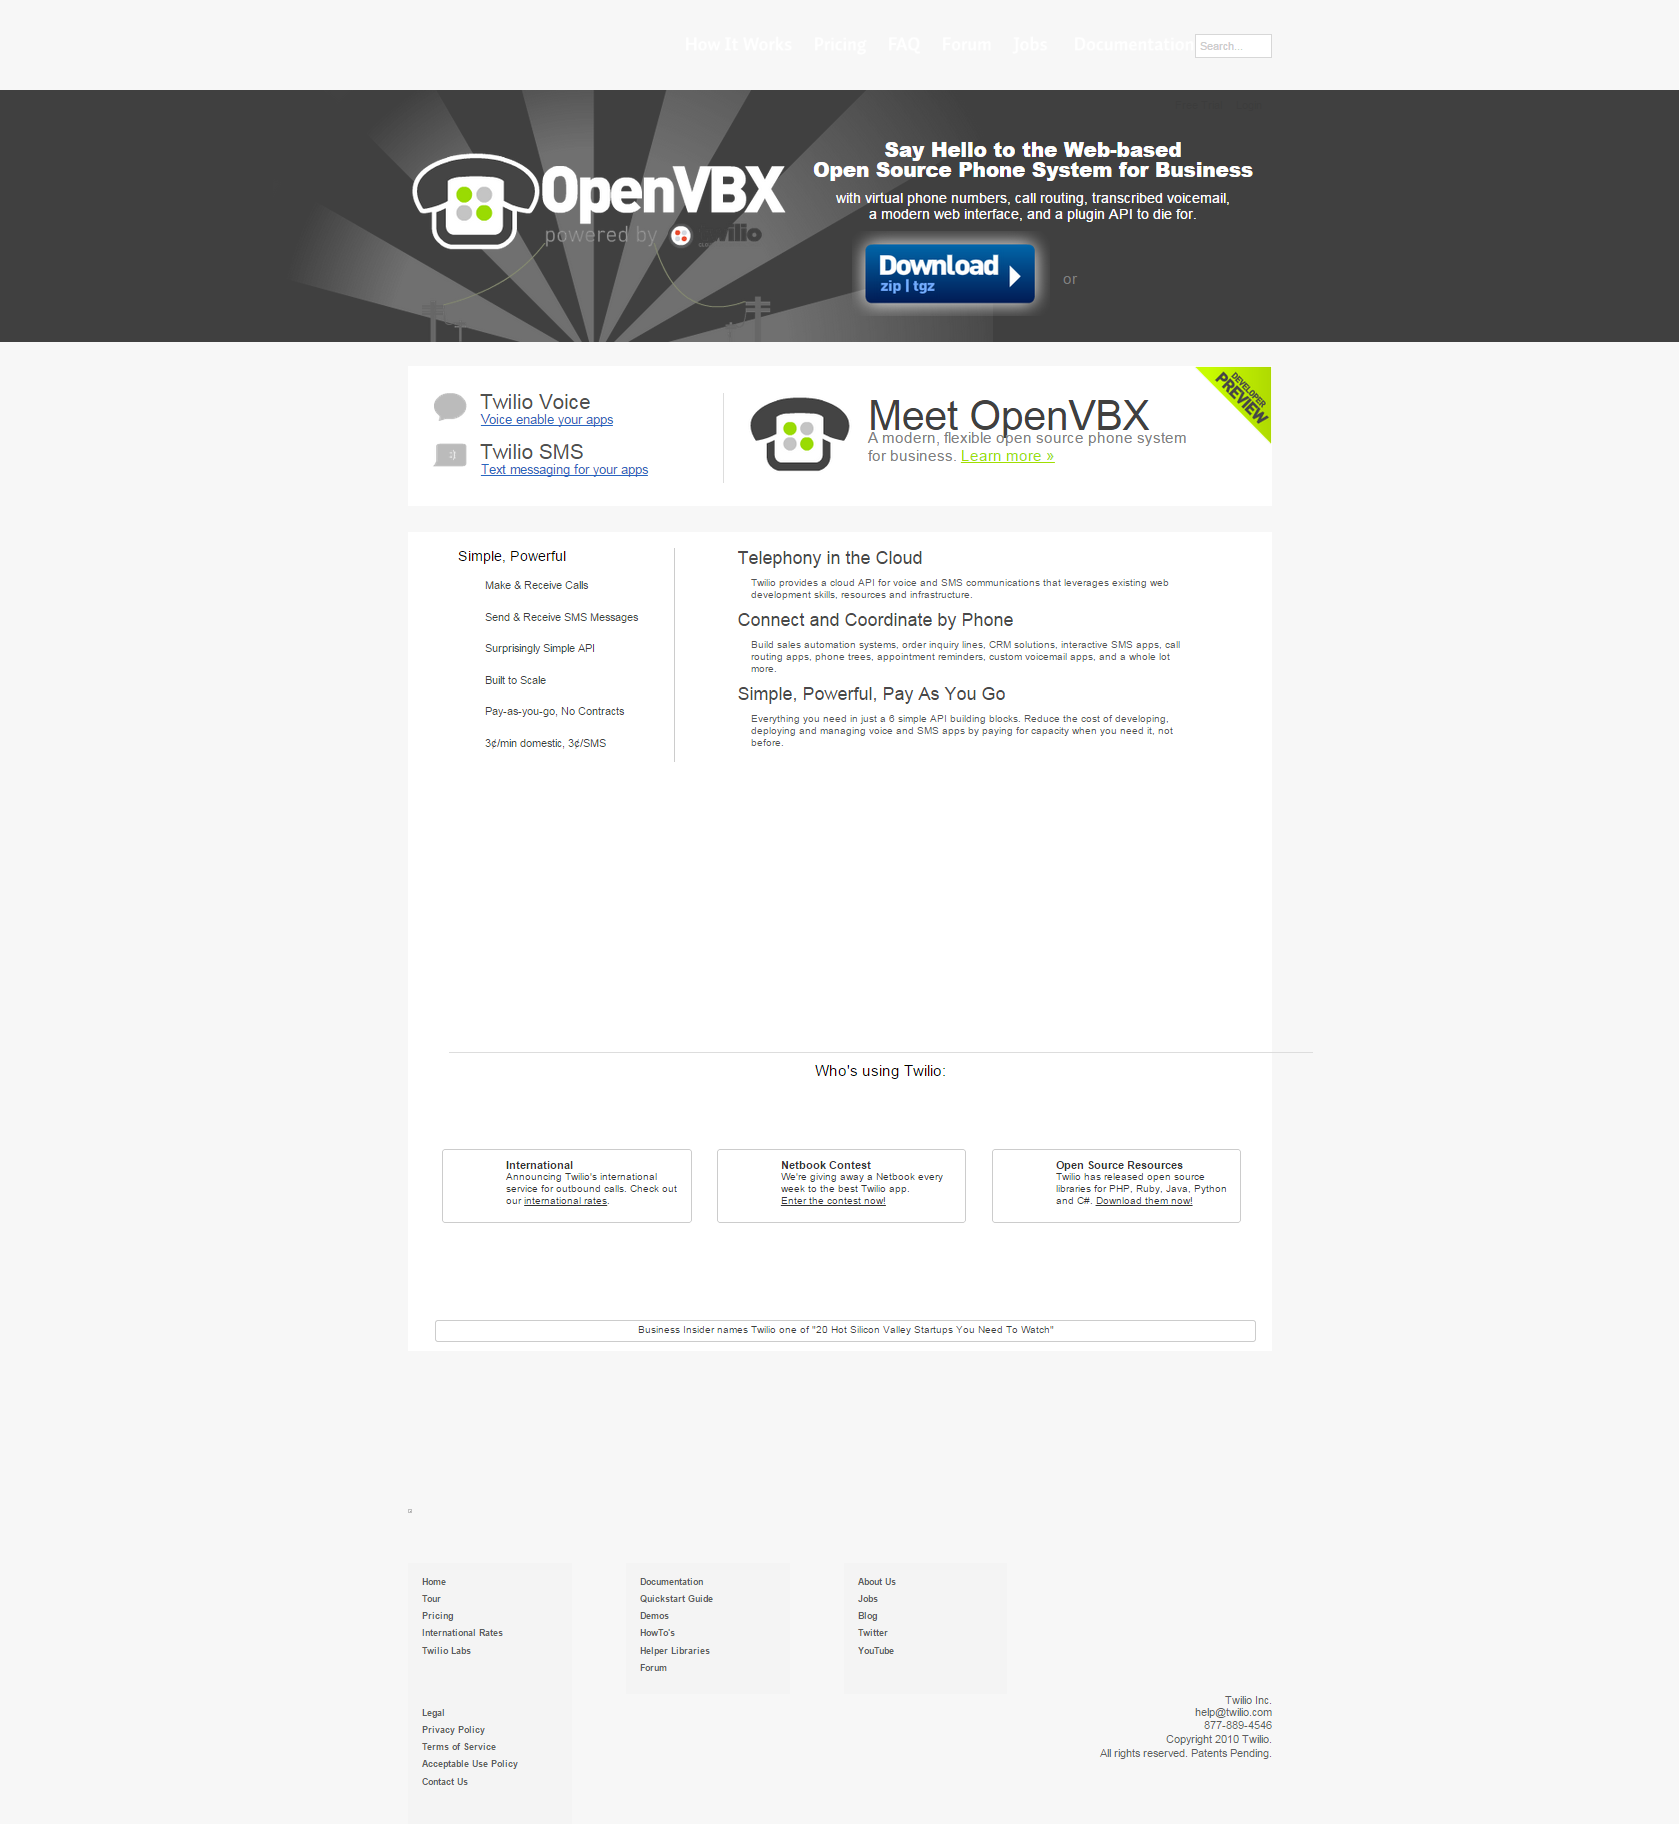 How It Works Pricing FAQ Forum Jobs Documentation Search...
Say Hello to the Web-based
Open Source Phone System for Business
OpenVBX
powered by twilio
with virtual phone numbers, call routing, transcribed voicemail,
a modern web interface, and a plugin API to die for.
Download
zip | tgz
or
Twilio Voice
Voice enable your apps
Twilio SMS
:)
Text messaging for your apps
Meet OpenVBX
A modern, flexible open source phone system
for business. Learn more »
DEVELOPER
PREVIEW
Simple, Powerful
Make & Receive Calls
Send & Receive SMS Messages
Surprisingly Simple API
Built to Scale
Pay-as-you-go, No Contracts
3¢/min domestic, 3¢/SMS
Telephony in the Cloud
Twilio provides a cloud API for voice and SMS communications that leverages existing web
development skills, resources and infrastructure.
Connect and Coordinate by Phone
Build sales automation systems, order inquiry lines, CRM solutions, interactive SMS apps, call
routing apps, phone trees, appointment reminders, custom voicemail apps, and a whole lot
more.
Simple, Powerful, Pay As You Go
Everything you need in just a 6 simple API building blocks. Reduce the cost of developing,
deploying and managing voice and SMS apps by paying for capacity when you need it, not
before.
Who's using Twilio:
International
Announcing Twilio's international
service for outbound calls. Check out
our international rates.
Netbook Contest
We're giving away a Netbook every
week to the best Twilio app.
Enter the contest now!
Open Source Resources
Twilio has released open source
libraries for PHP, Ruby, Java, Python
and C#. Download them now!
Business Insider names Twilio one of "20 Hot Silicon Valley Startups You Need To Watch"
Home
Tour
Pricing
International Rates
Twilio Labs
Documentation
Quickstart Guide
Demos
HowTo's
Helper Libraries
Forum
About Us
Jobs
Blog
Twitter
YouTube
Legal
Privacy Policy
Terms of Service
Acceptable Use Policy
Contact Us
Twilio Inc.
help@twilio.com
877-889-4546
Copyright 2010 Twilio.
All rights reserved. Patents Pending.